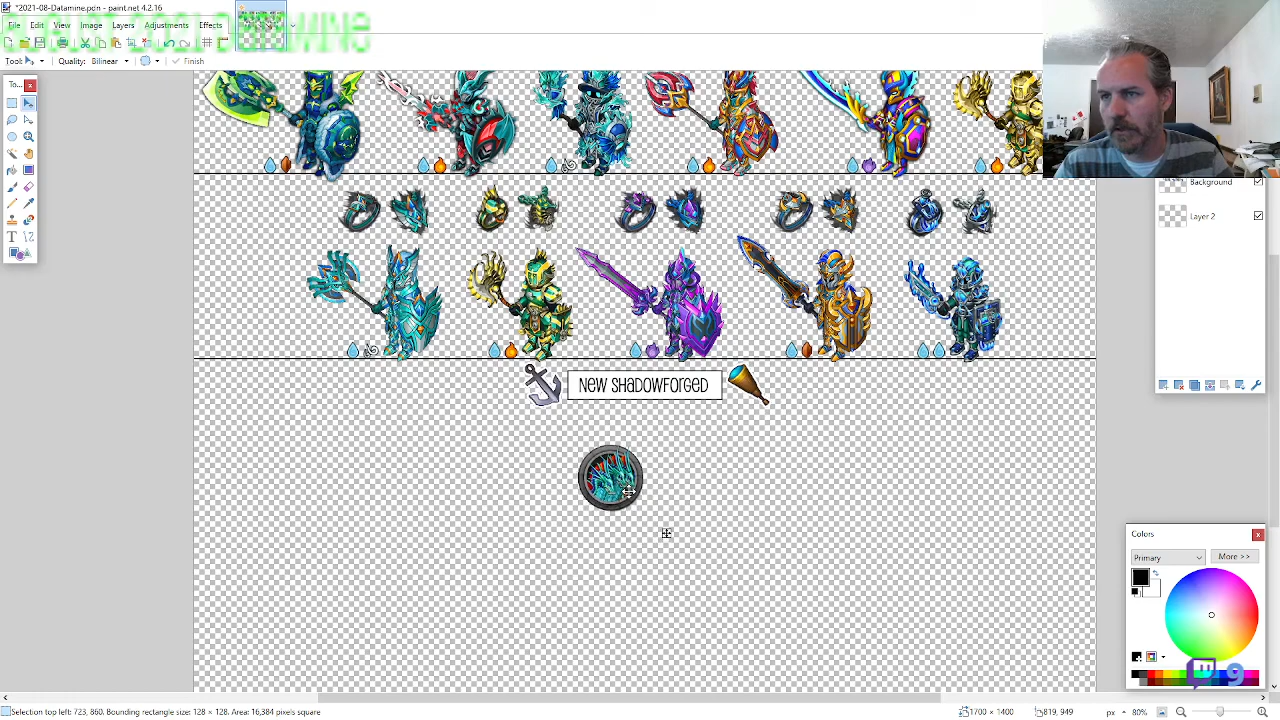 *2021-08-Datamine.pdn - paint.net 4.2.16
File Edit View Image Layers Adjustments Effects
Tool: Quality: Bilinear Finish
To...
Background
Layer 2
New Shadowforged
Colors
Primary More >>
9
Selection top left: 723, 860. Bounding rectangle size: 128 × 128. Area: 16,384 pixels square 1700 × 1400 819, 949 px 80%